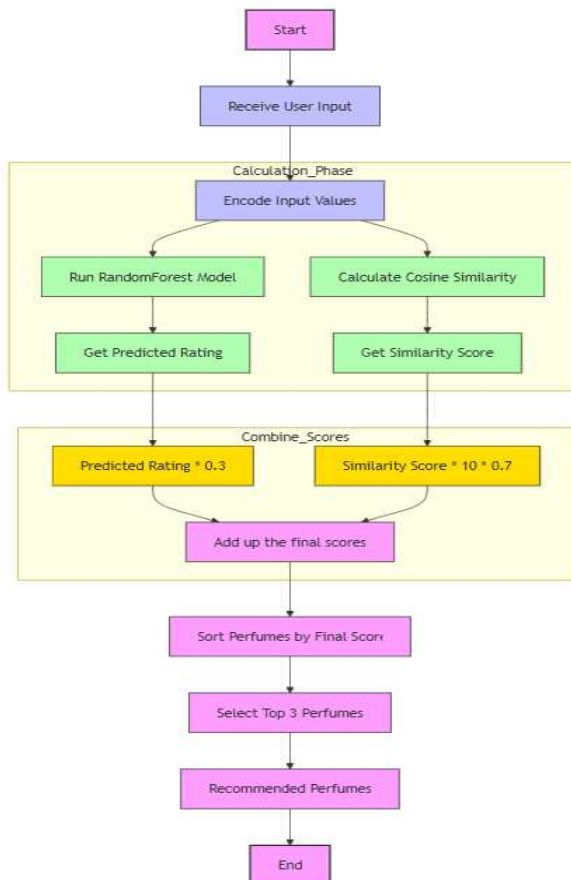 Start
Receive User Input
Calculation_Phase
Encode Input Values
Run RandomForest Model
Calculate Cosine Similarity
Get Predicted Rating
Get Similarity Score
Combine_Scores
Predicted Rating * 0.3
Similarity Score * 10 * 0.7
Add up the final scores
Sort Perfumes by Final Score
Select Top 3 Perfumes
Recommended Perfumes
End